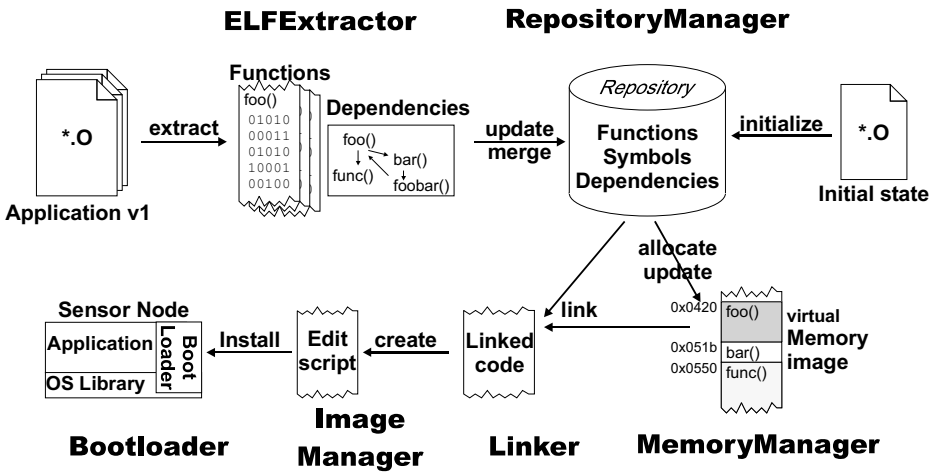 ELFExtractor
RepositoryManager
*.O
Application v1
extract
Functions
foo()
01010
00011
01010
10001
00100
Dependencies
foo()
bar()
func()
foobar()
update
merge
Repository
Functions
Symbols
Dependencies
initialize
*.O
Initial state
allocate
update
Sensor Node
Application
OS Library
Boot
Loader
Install
Edit
script
create
Linked
code
link
0x0420
foo()
0x051b
bar()
0x0550
func()
virtual
Memory
image
Bootloader
Image
Manager
Linker
MemoryManager